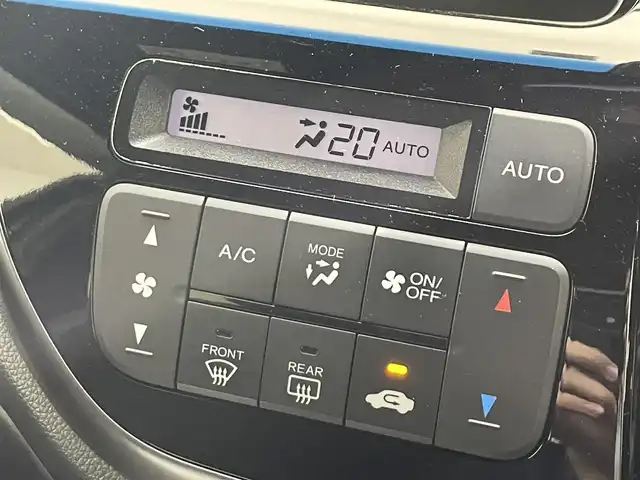 20 AUTO
AUTO
A/C
MODE
ON/
OFF
FRONT
REAR